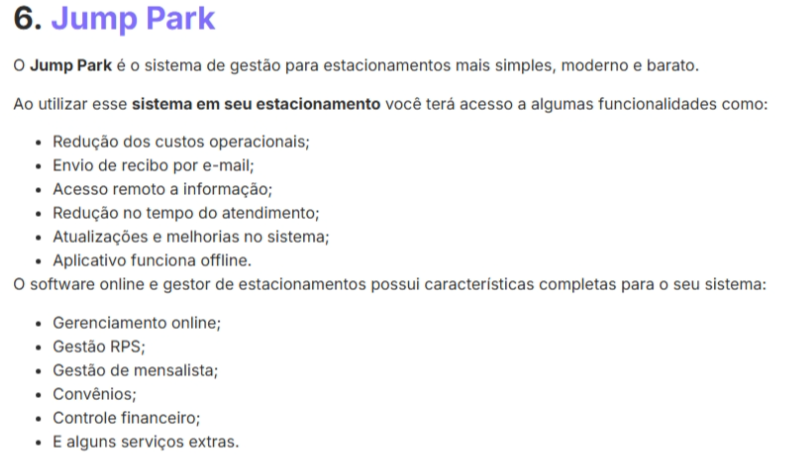 6. Jump Park
O Jump Park é o sistema de gestão para estacionamentos mais simples, moderno e barato.
Ao utilizar esse sistema em seu estacionamento você terá acesso a algumas funcionalidades como:
• Redução dos custos operacionais;
• Envio de recibo por e-mail;
• Acesso remoto a informação;
• Redução no tempo do atendimento;
• Atualizações e melhorias no sistema;
• Aplicativo funciona offline.
O software online e gestor de estacionamentos possui características completas para o seu sistema:
• Gerenciamento online;
• Gestão RPS;
• Gestão de mensalista;
• Convênios;
• Controle financeiro;
• E alguns serviços extras.